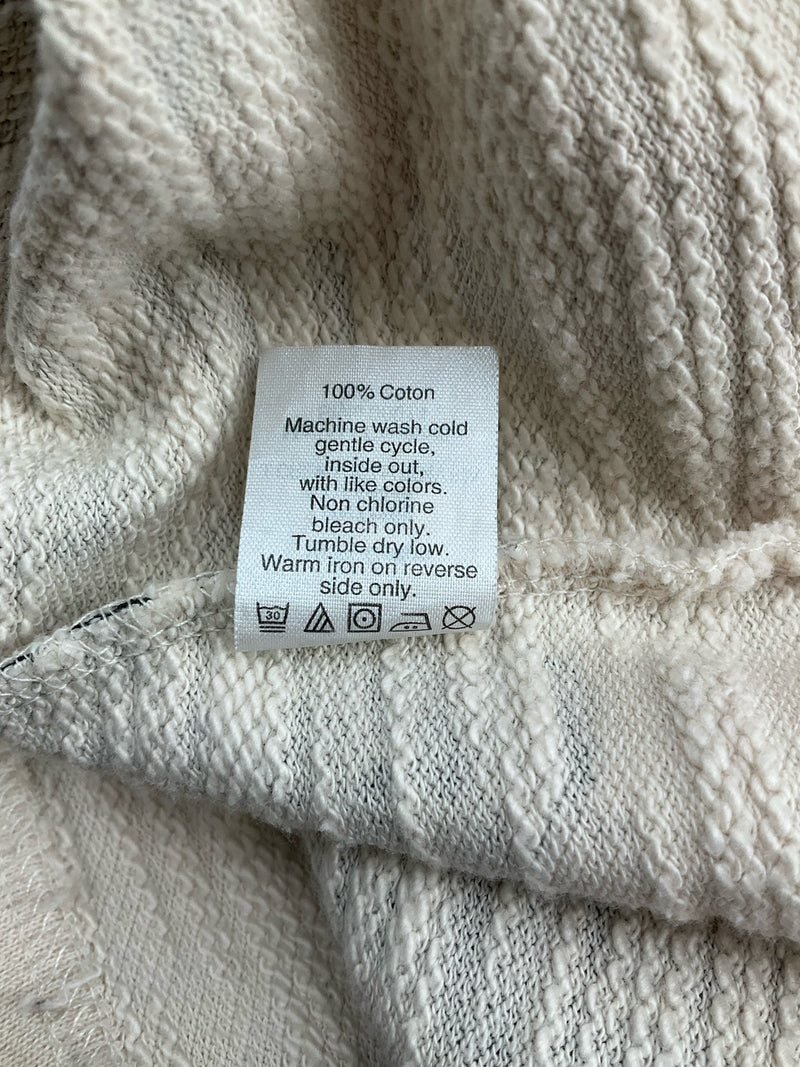 100% Coton
Machine wash cold
gentle cycle,
inside out,
with like colors.
Non chlorine
bleach only.
Tumble dry low.
Warm iron on reverse
side only.
30